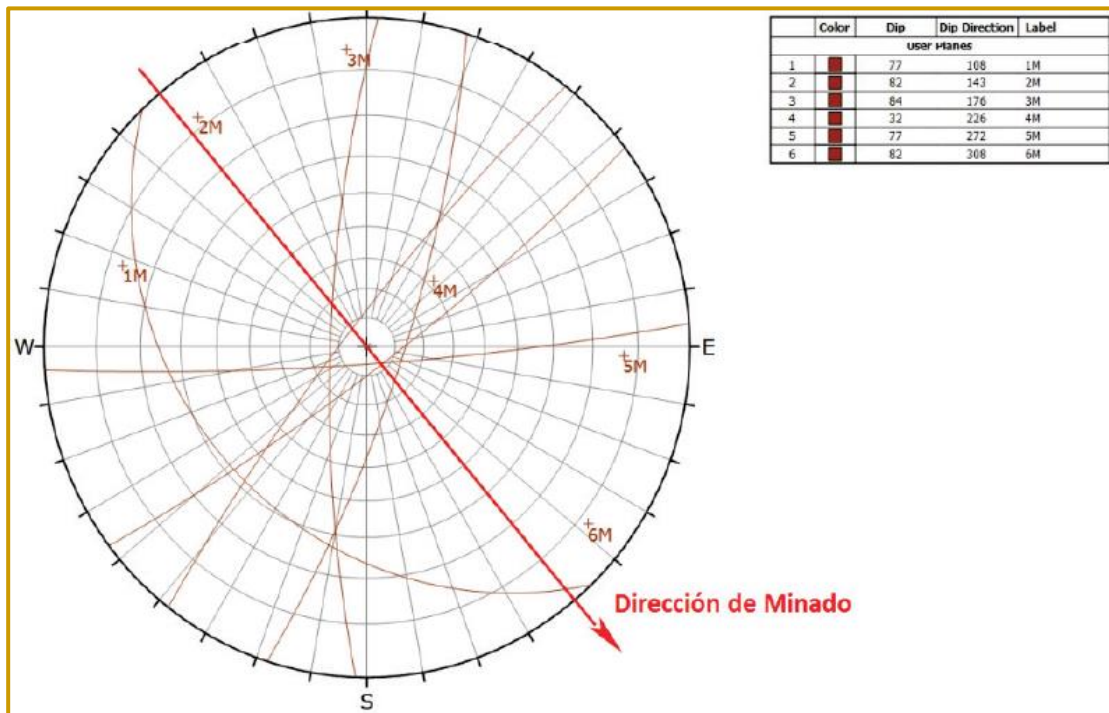 Color Dip Dip Direction Label
User Planes
1 77 108 1M
2 82 143 2M
3 84 176 3M
4 32 226 4M
5 77 272 5M
6 82 308 6M
3M
2M
1M
4M
W
E
5M
6M
Dirección de Minado
S